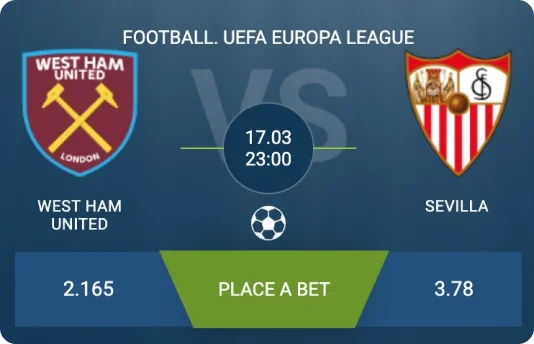 FOOTBALL. UEFA EUROPA LEAGUE
WEST HAM
UNITED
LONDON
VS
17.03
23:00
WEST HAM
UNITED
SEVILLA
2.165
PLACE A BET
3.78